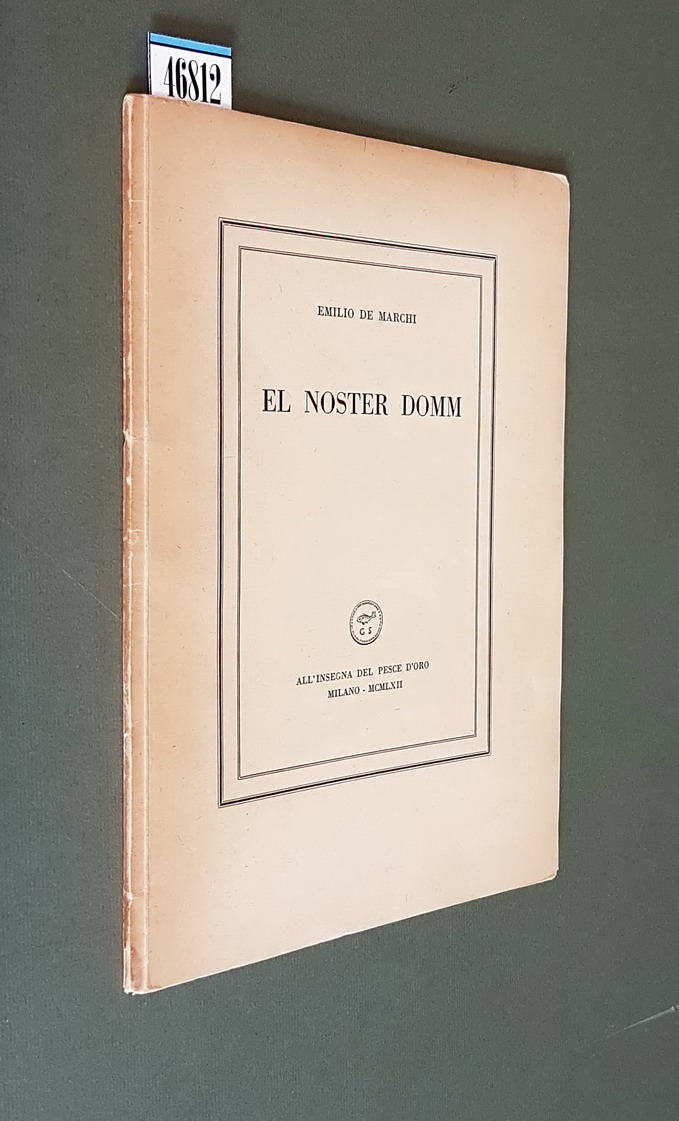 46812
EMILIO DE MARCHI
EL NOSTER DOMM
G S
ALL'INSEGNA DEL PESCE D'ORO
MILANO - MCMLXII